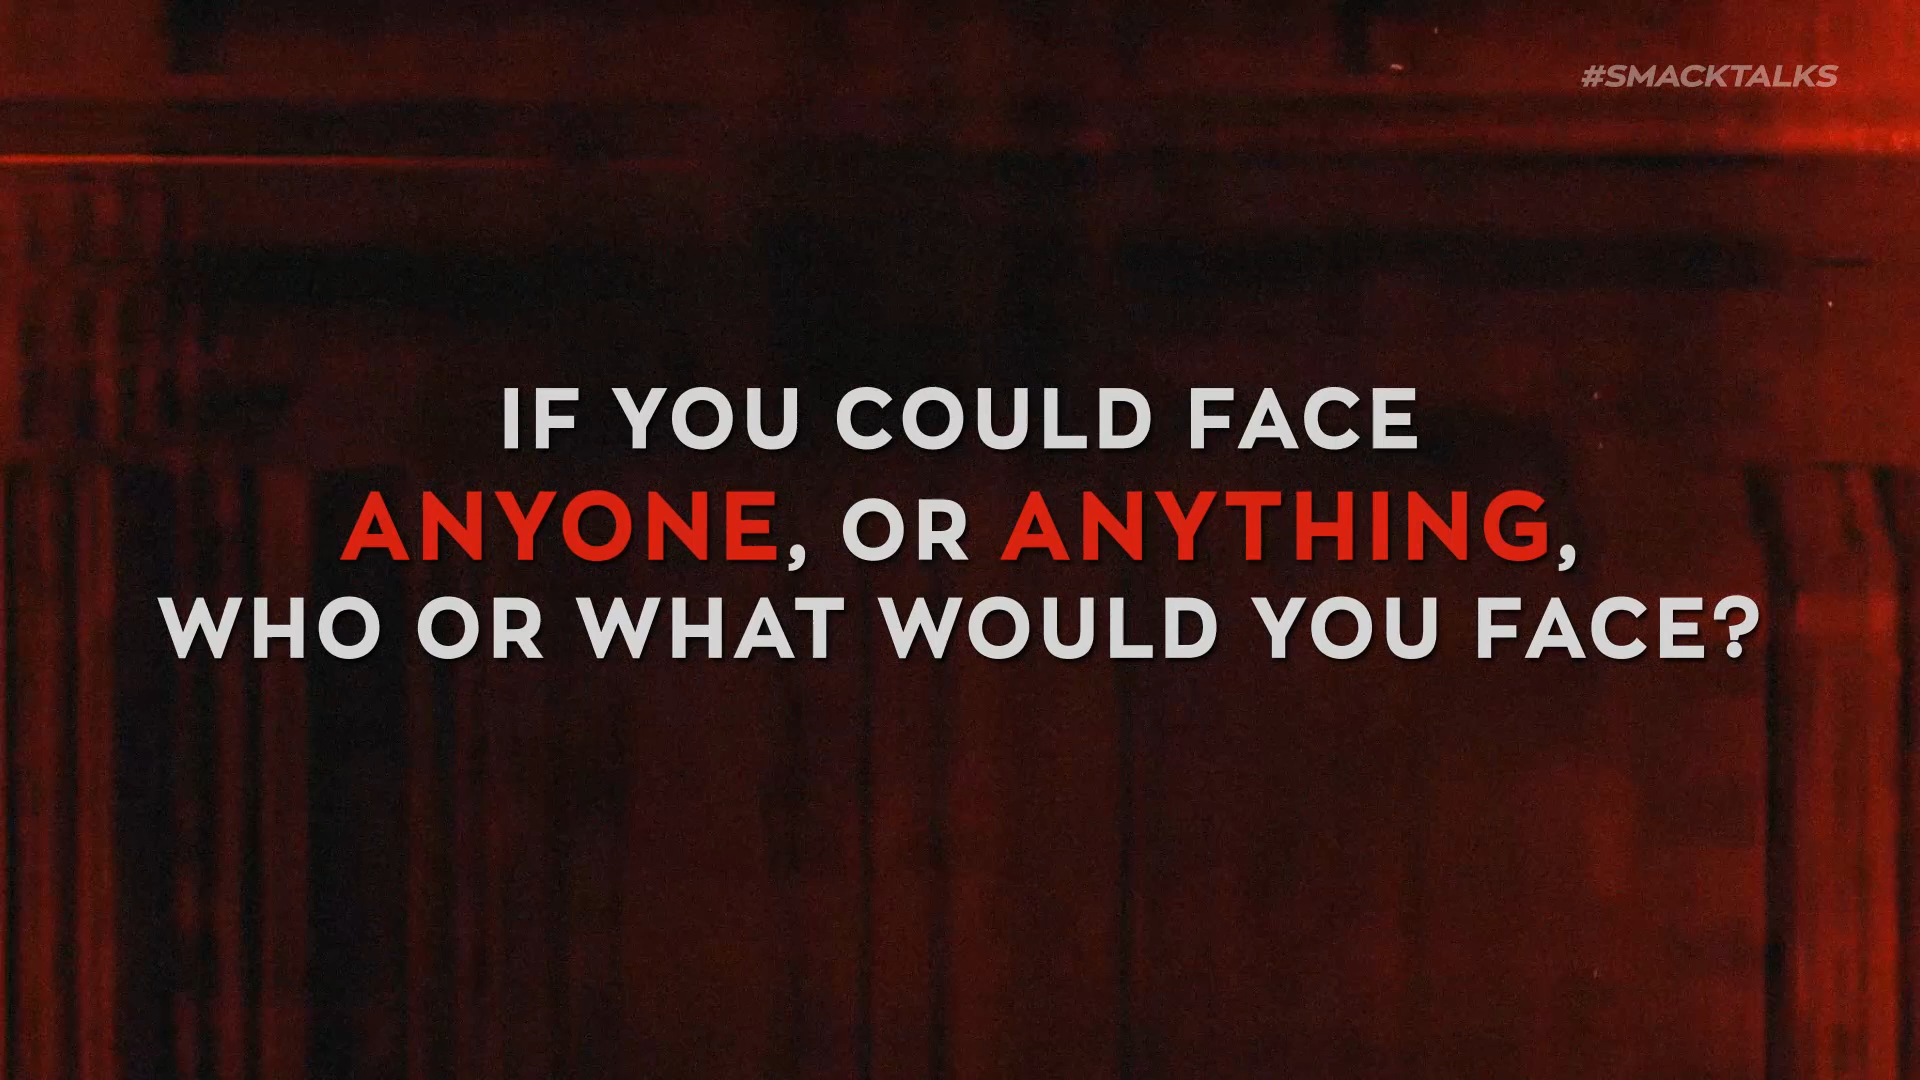 #SMACKTALKS
IF YOU COULD FACE
ANYONE, OR ANYTHING,
WHO OR WHAT WOULD YOU FACE?